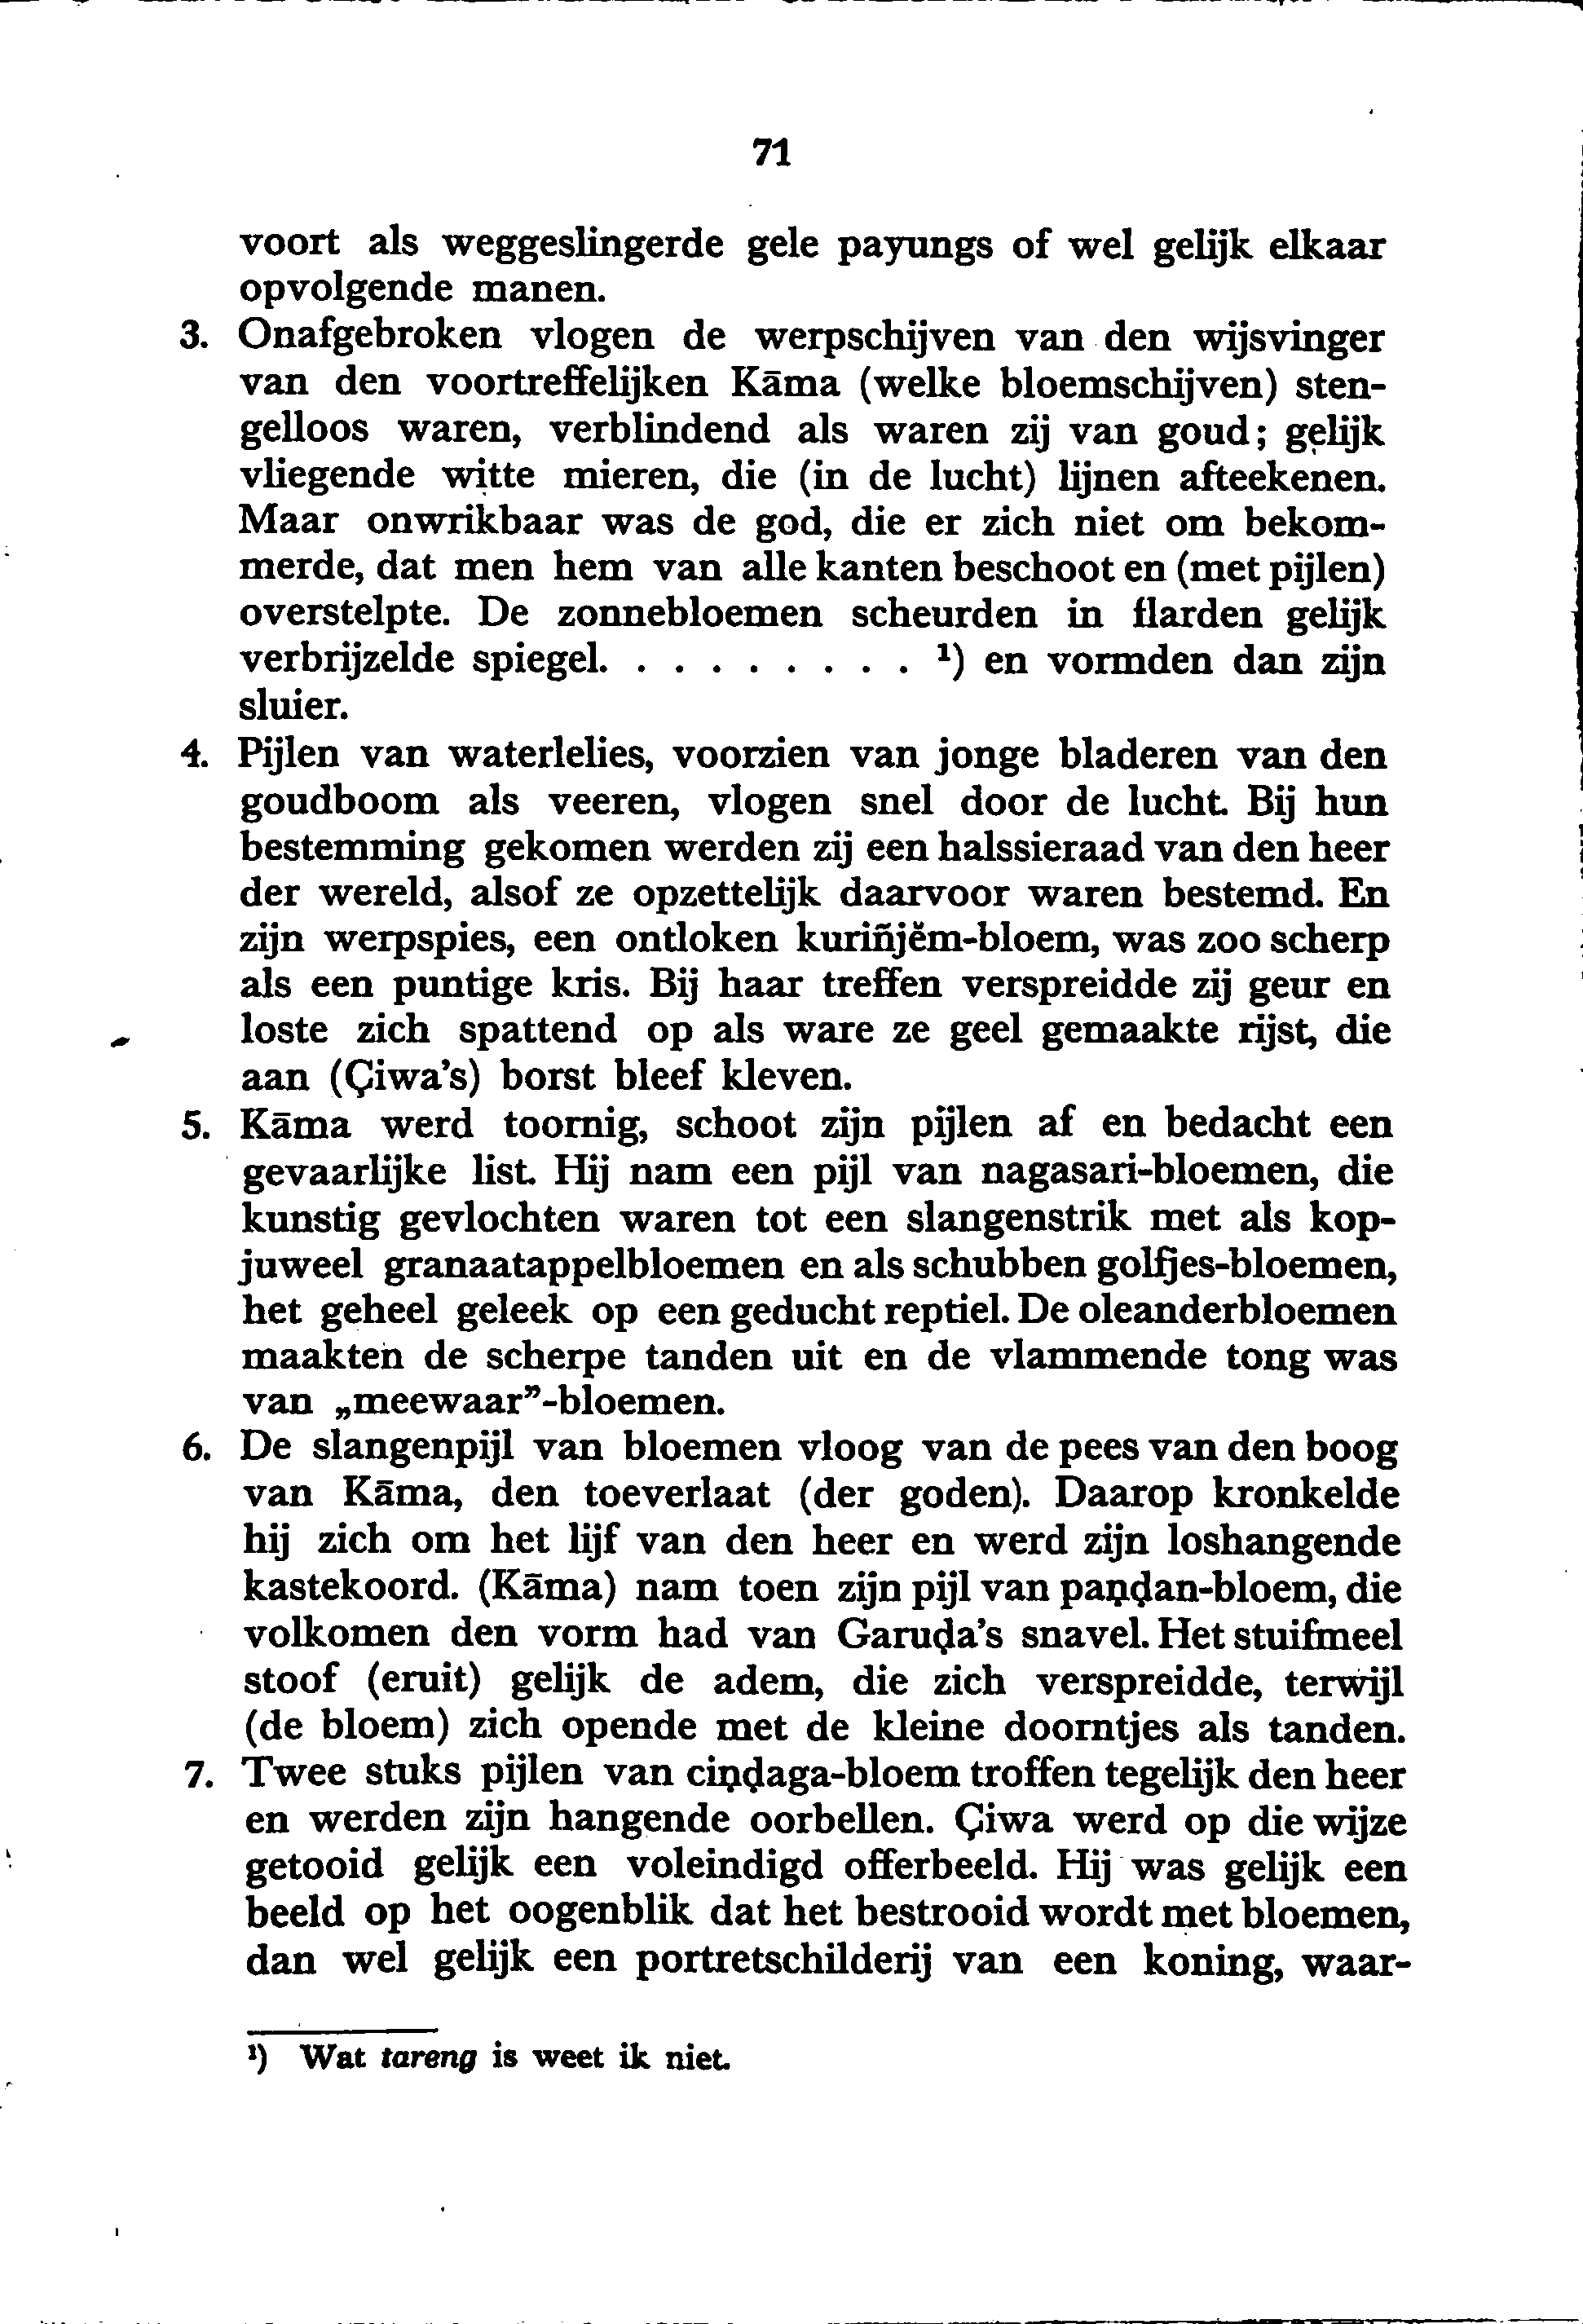 71
voort als weggeslingerde gele payungs of wel gelijk elkaar
opvolgende manen.
3. Onafgebroken vlogen de werpschijven van den wijsvinger
van den voortreffelijken Kāma (welke bloemschijven) sten-
gelloos waren, verblindend als waren zij van goud; gelijk
vliegende witte mieren, die (in de lucht) lijnen afteekenen.
Maar onwrikbaar was de god, die er zich niet om bekom-
merde, dat men hem van alle kanten beschoot en (met pijlen)
overstelpte. De zonnebloemen scheurden in flarden gelijk
verbrijzelde spiegel. . . . . . . . . ¹) en vormden dan zijn
sluier.
4. Pijlen van waterlelies, voorzien van jonge bladeren van den
goudboom als veeren, vlogen snel door de lucht. Bij hun
bestemming gekomen werden zij een halssieraad van den heer
der wereld, alsof ze opzettelijk daarvoor waren bestemd. En
zijn werpspies, een ontloken kuriñjĕm-bloem, was zoo scherp
als een puntige kris. Bij haar treffen verspreidde zij geur en
loste zich spattend op als ware ze geel gemaakte rijst, die
aan (Çiwa's) borst bleef kleven.
5. Kāma werd toornig, schoot zijn pijlen af en bedacht een
gevaarlijke list. Hij nam een pijl van nagasari-bloemen, die
kunstig gevlochten waren tot een slangenstrik met als kop-
juweel granaatappelbloemen en als schubben golfjes-bloemen,
het geheel geleek op een geducht reptiel. De oleanderbloemen
maakten de scherpe tanden uit en de vlammende tong was
van „meewaar”-bloemen.
6. De slangenpijl van bloemen vloog van de pees van den boog
van Kāma, den toeverlaat (der goden). Daarop kronkelde
hij zich om het lijf van den heer en werd zijn loshangende
kastekoord. (Kāma) nam toen zijn pijl van paṇḍan-bloem, die
volkomen den vorm had van Garuḍa's snavel. Het stuifmeel
stoof (eruit) gelijk de adem, die zich verspreidde, terwijl
(de bloem) zich opende met de kleine doorntjes als tanden.
7. Twee stuks pijlen van ciṇḍaga-bloem troffen tegelijk den heer
en werden zijn hangende oorbellen. Çiwa werd op die wijze
getooid gelijk een voleindigd offerbeeld. Hij was gelijk een
beeld op het oogenblik dat het bestrooid wordt met bloemen,
dan wel gelijk een portretschilderij van een koning, waar-
¹) Wat tareng is weet ik niet.